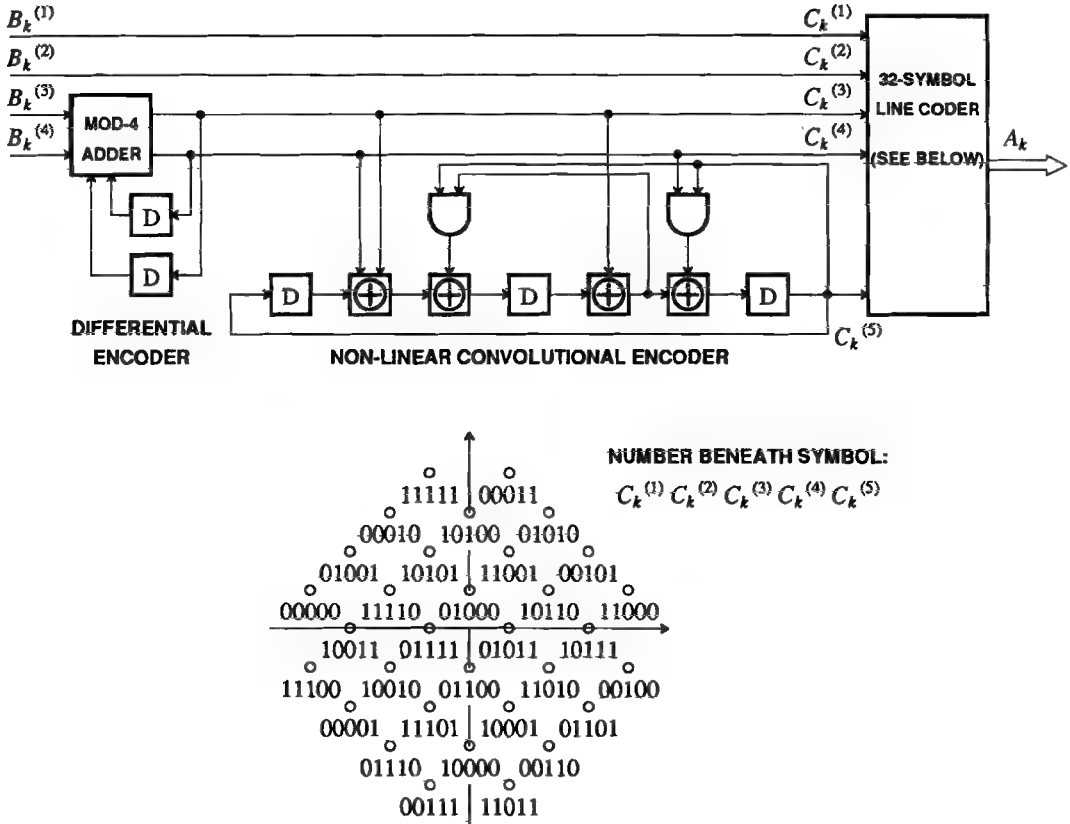 B_k^(1) C_k^(1)
B_k^(2) C_k^(2)
B_k^(3) C_k^(3)
B_k^(4) C_k^(4)
MOD-4
ADDER
32-SYMBOL
LINE CODER
(SEE BELOW)
A_k
D
D
D D D
C_k^(5)
DIFFERENTIAL
ENCODER
NON-LINEAR CONVOLUTIONAL ENCODER
NUMBER BENEATH SYMBOL:
C_k^(1) C_k^(2) C_k^(3) C_k^(4) C_k^(5)
11111 00011
00010 10100 01010
01001 10101 11001 00101
00000 11110 01000 10110 11000
10011 01111 01011 10111
11100 10010 01100 11010 00100
00001 11101 10001 01101
01110 10000 00110
00111 11011